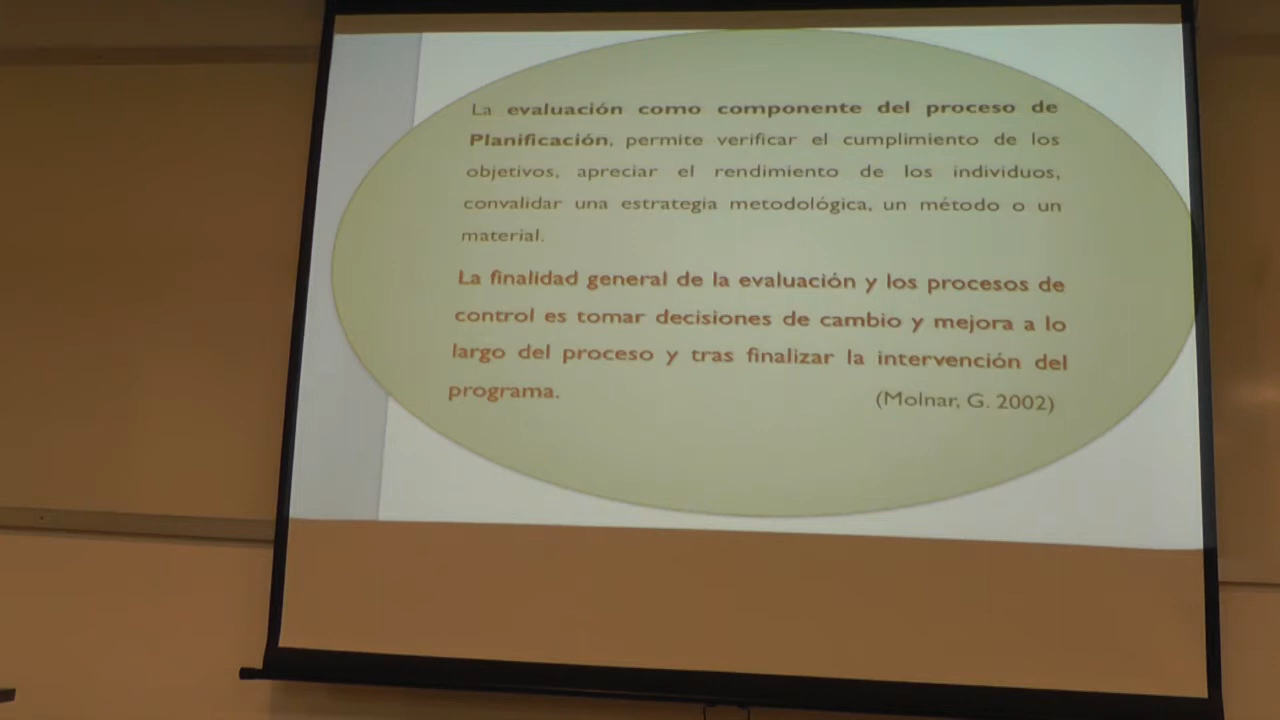 La evaluación como componente del proceso de
Planificación, permite verificar el cumplimiento de los
objetivos, apreciar el rendimiento de los individuos,
convalidar una estrategia metodológica, un método o un
material.
La finalidad general de la evaluación y los procesos de
control es tomar decisiones de cambio y mejora a lo
largo del proceso y tras finalizar la intervención del
programa.
(Molnar, G. 2002)